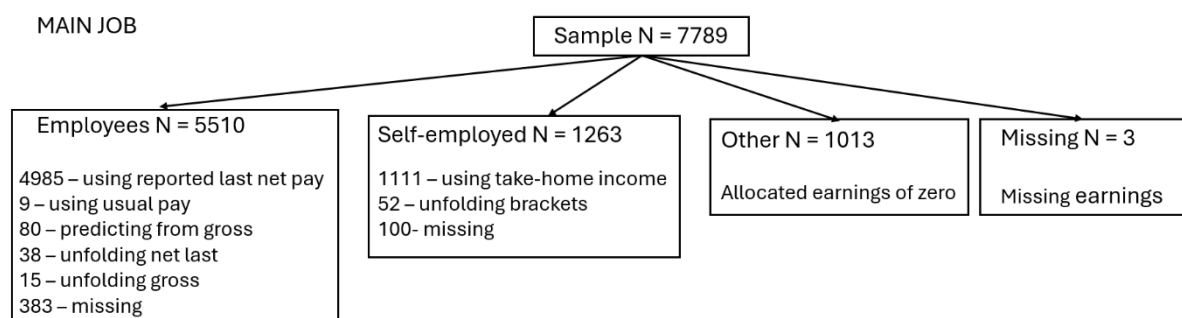 MAIN JOB
Sample N = 7789
Employees N = 5510
4985 – using reported last net pay
9 – using usual pay
80 – predicting from gross
38 – unfolding net last
15 – unfolding gross
383 – missing
Self-employed N = 1263
1111 – using take-home income
52 – unfolding brackets
100- missing
Other N = 1013
Allocated earnings of zero
Missing N = 3
Missing earnings